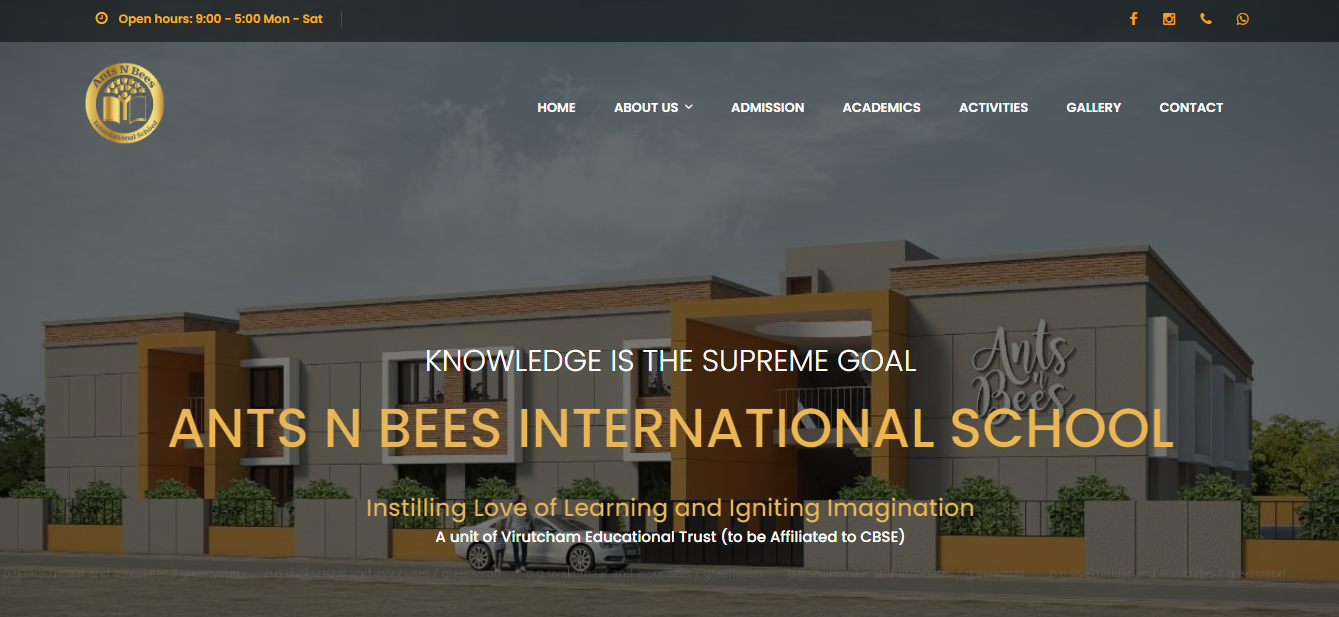 Open hours: 9:00 - 5:00 Mon - Sat
Ants N Bees
International School
HOME ABOUT US ADMISSION ACADEMICS ACTIVITIES GALLERY CONTACT
Ants
n
Bees
KNOWLEDGE IS THE SUPREME GOAL
ANTS N BEES INTERNATIONAL SCHOOL
Instilling Love of Learning and Igniting Imagination
A unit of Virutcham Educational Trust (to be Affiliated to CBSE)